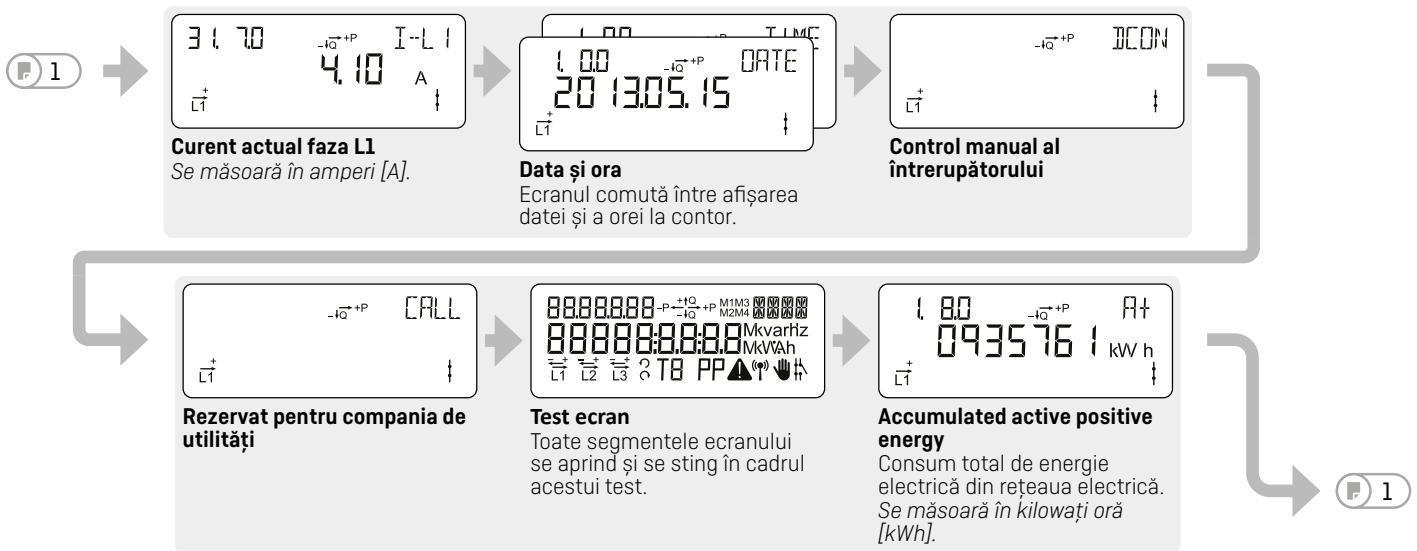 1
31. 7.0
I-L1
-Q +P
4.10 A
L1 +
Curent actual faza L1
Se măsoară în amperi [A].
TIME
1. 0.0
DATE
-Q +P
2013.05.15
L1 +
Data și ora
Ecranul comută între afișarea
datei și a orei la contor.
-Q +P
DCON
L1 +
Control manual al
întrerupătorului
-Q +P
CALL
L1 +
Rezervat pentru compania de
utilități
88.88.8.88 -P +Q -Q +P M1M3
M2M4
88888:8.8:8.8 MkvarHz
MkWAh
L1 L2 L3 T8 PP
Test ecran
Toate segmentele ecranului
se aprind și se sting în cadrul
acestui test.
1. 8.0
-Q +P
A+
0935761 kW h
L1 +
Accumulated active positive
energy
Consum total de energie
electrică din rețeaua electrică.
Se măsoară în kilowați oră
[kWh].
1